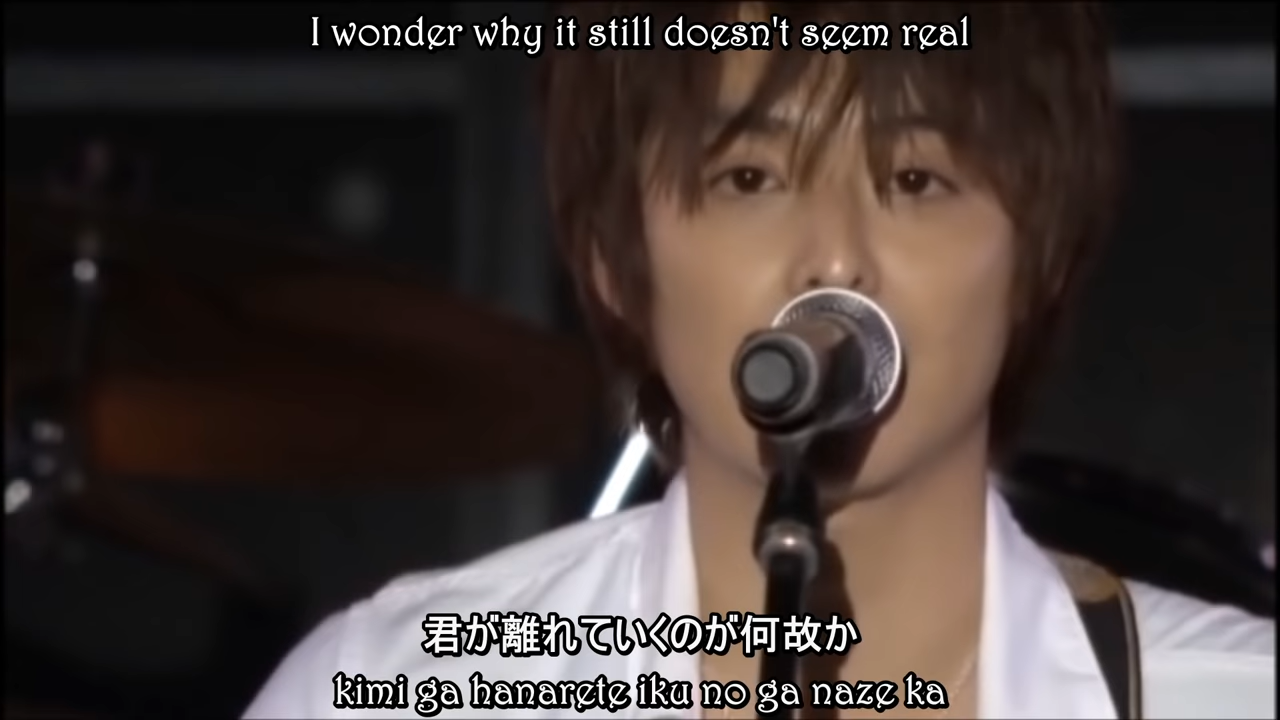 I wonder why it still doesn't seem real
君が離れていくのが何故か
kimi ga hanarete iku no ga naze ka